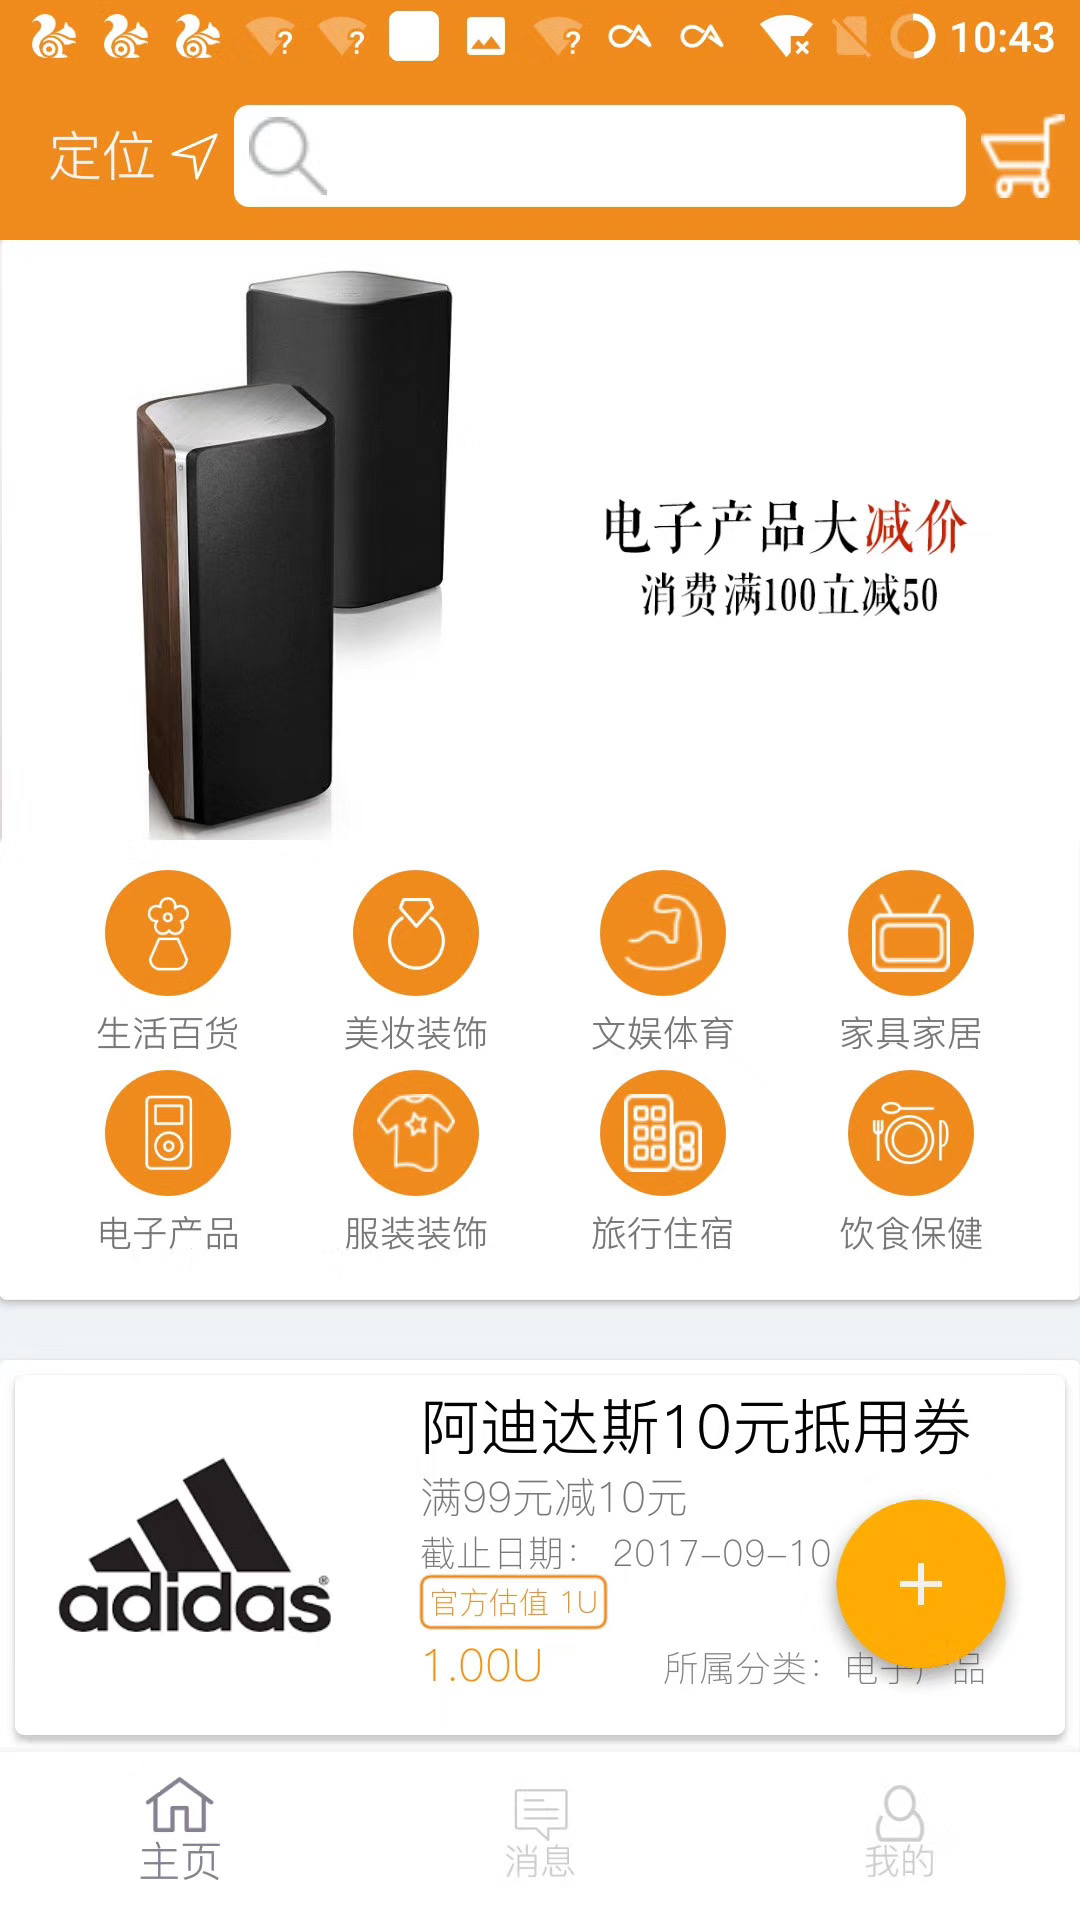 10:43
定位
电子产品大减价
消费满100立减50
生活百货 美妆装饰 文娱体育 家具家居
电子产品 服装装饰 旅行住宿 饮食保健
阿迪达斯10元抵用券
满99元减10元
截止日期： 2017-09-10
adidas®
官方估值 1U
1.00U 所属分类：电子产品
主页 消息 我的